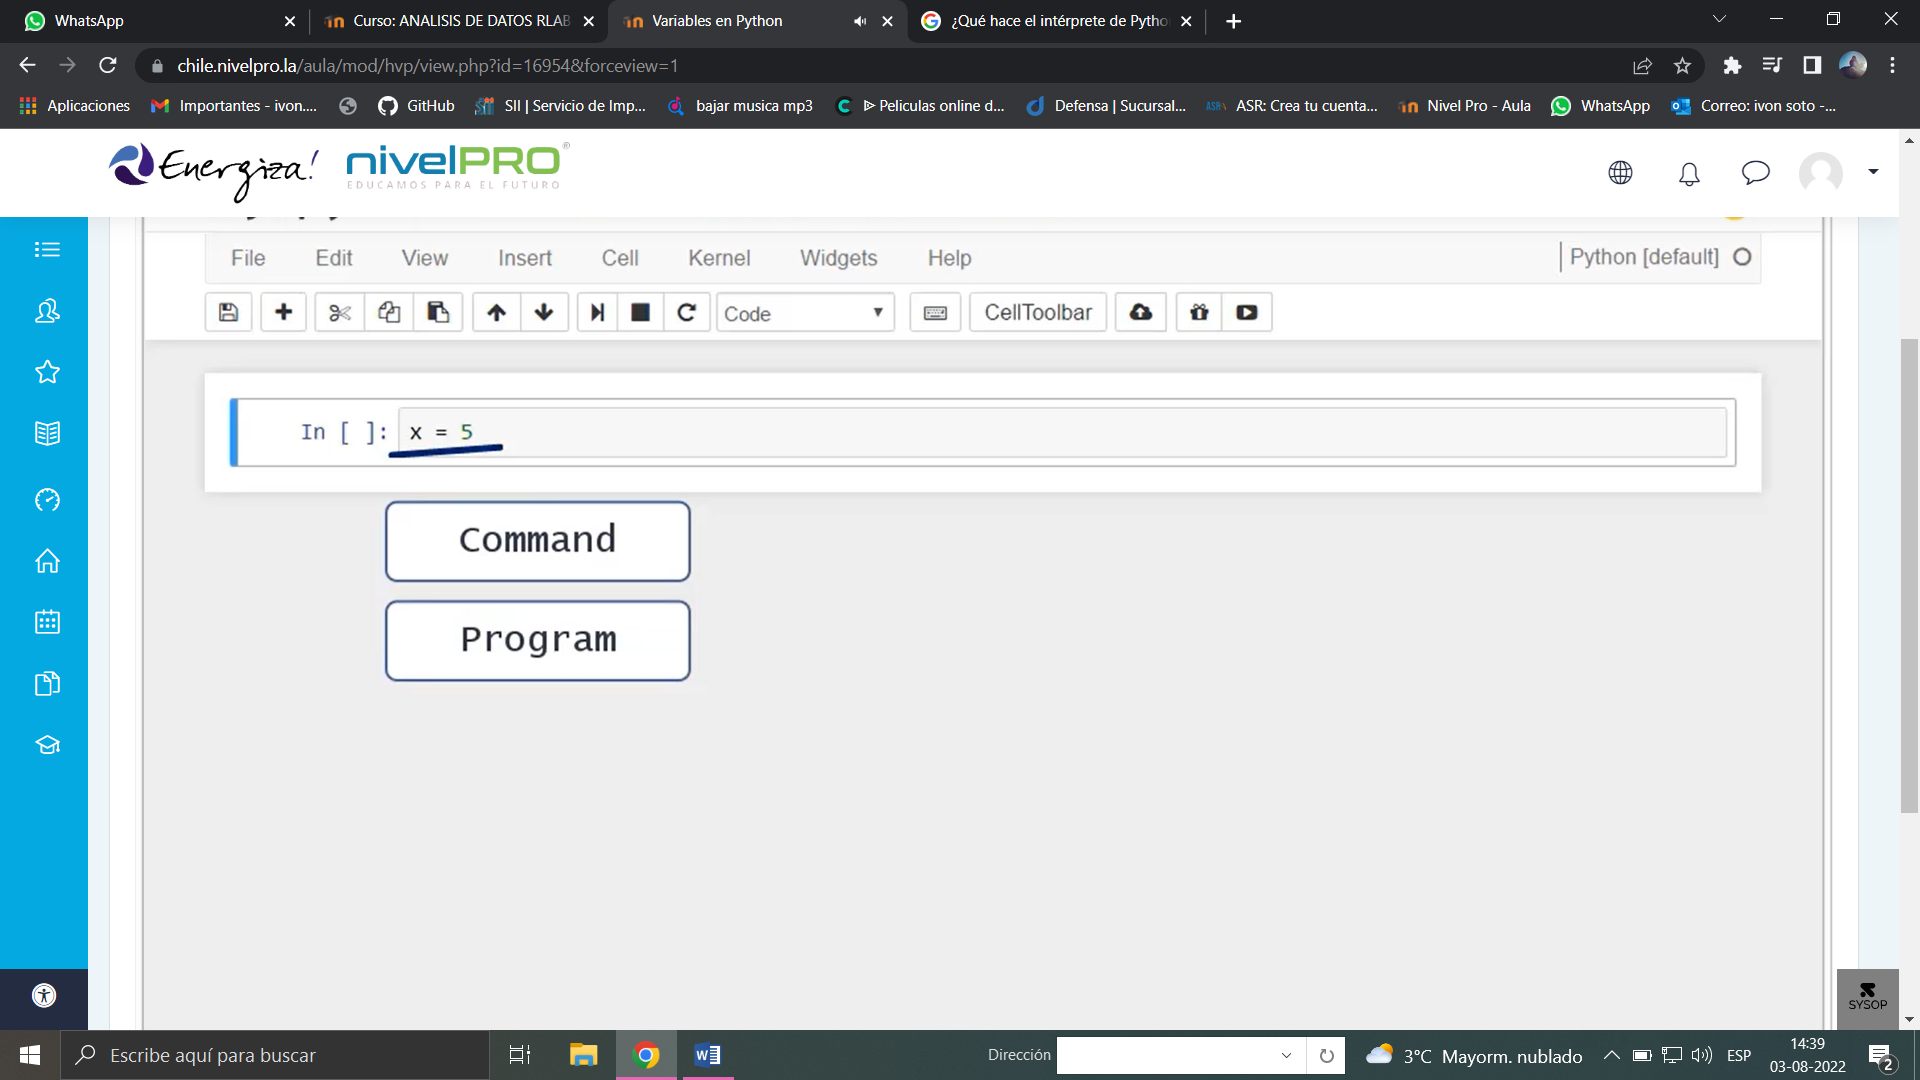 WhatsApp
Curso: ANALISIS DE DATOS RLAB
Variables en Python
¿Qué hace el intérprete de Pytho
chile.nivelpro.la/aula/mod/hvp/view.php?id=16954&forceview=1
Aplicaciones
Importantes - ivon....
GitHub
SII | Servicio de Imp...
bajar musica mp3
Peliculas online d...
Defensa | Sucursal...
ASR: Crea tu cuenta...
Nivel Pro - Aula
WhatsApp
Correo: ivon soto -...
Energiza!
nivelPRO®
EDUCAMOS PARA EL FUTURO
File Edit View Insert Cell Kernel Widgets Help
Python [default]
Code
CellToolbar
In [ ]: x = 5
Command
Program
SYSOP
Escribe aquí para buscar
Dirección
3°C Mayorm. nublado
ESP
14:39
03-08-2022
2